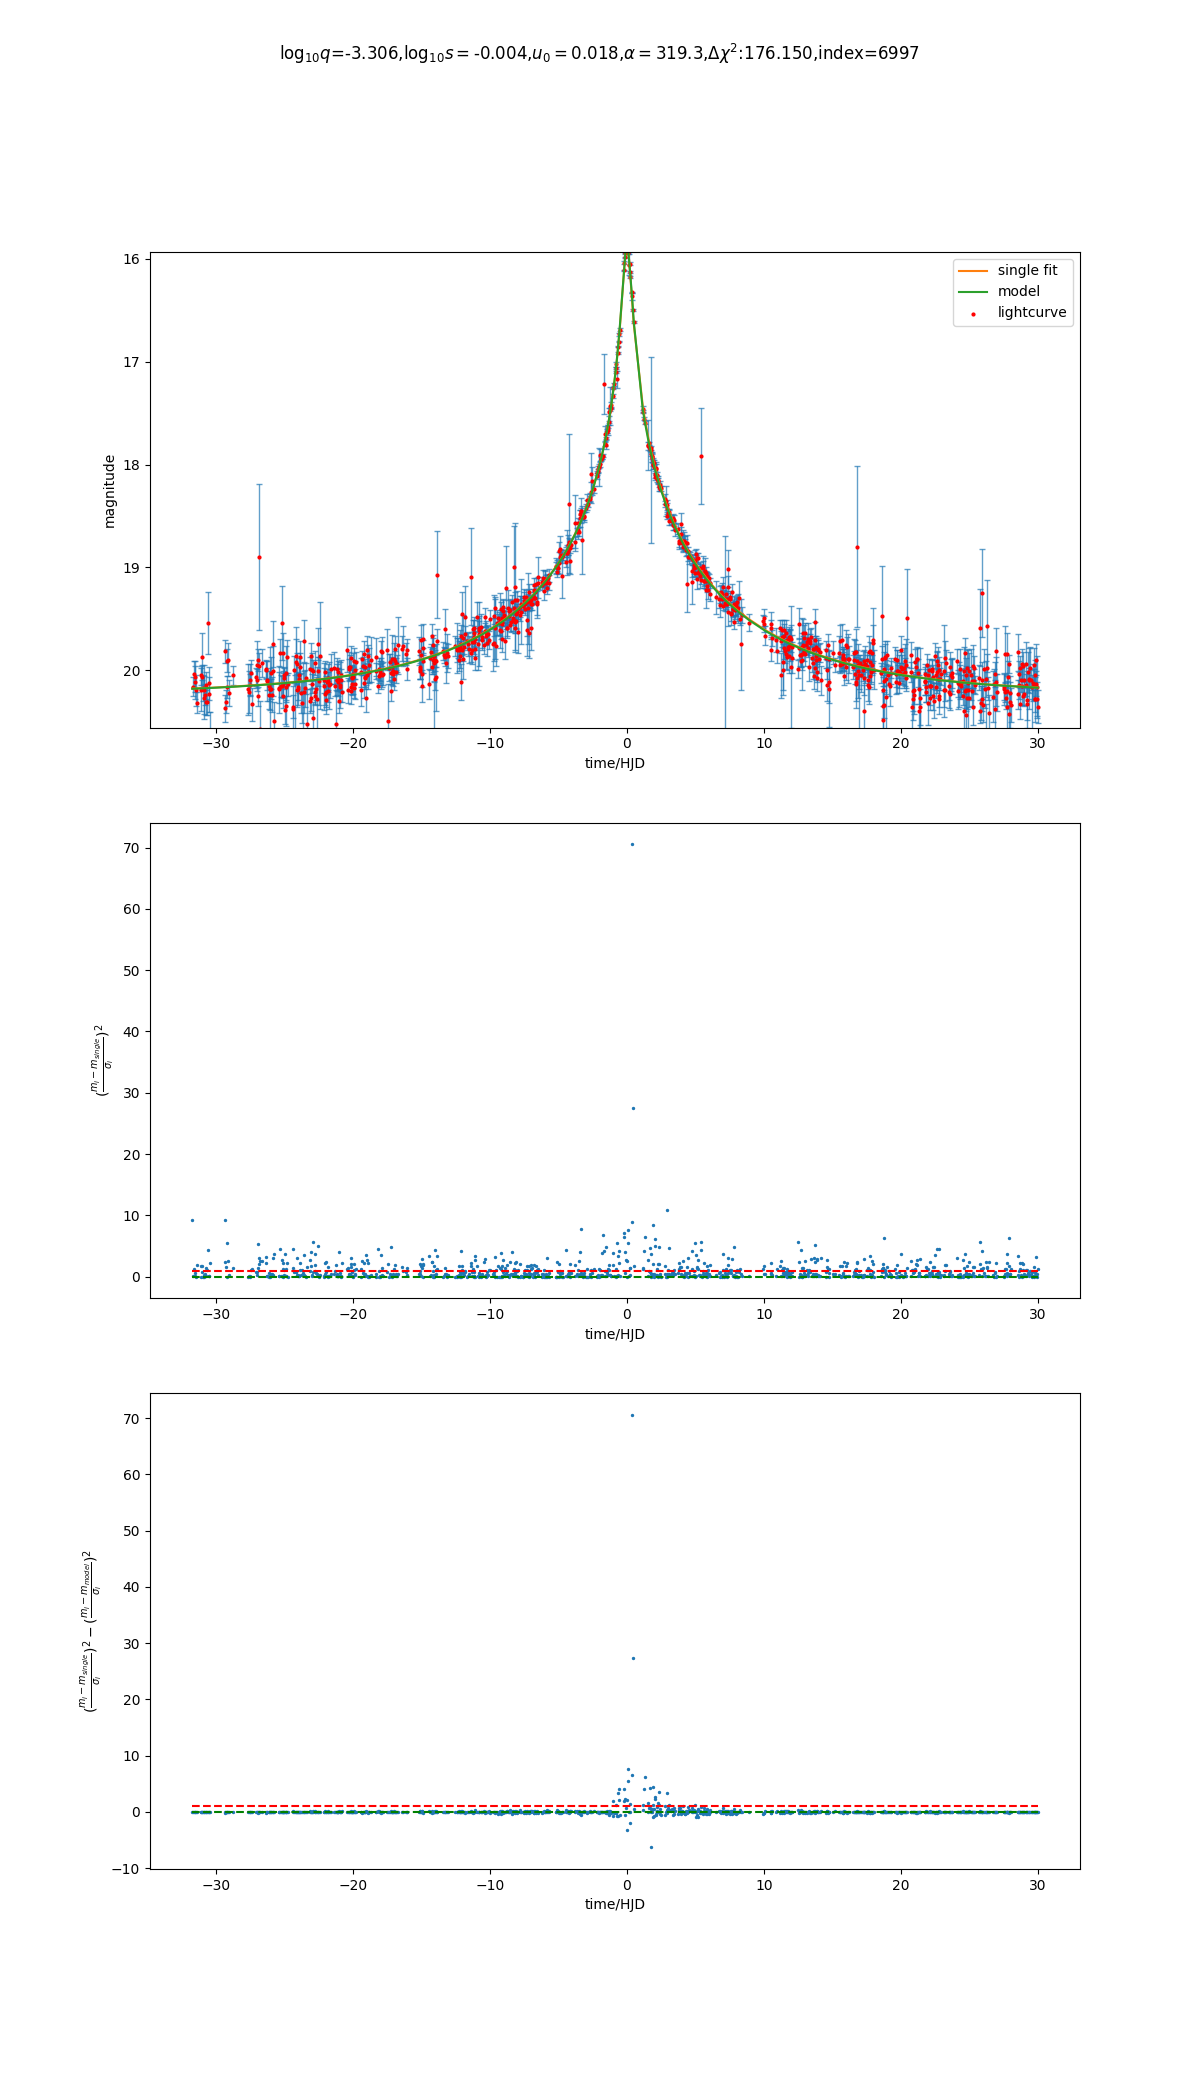 log₁₀q=-3.306,log₁₀s = -0.004,u₀ = 0.018,α = 319.3,Δχ²:176.150,index=6997
16
17
18
19
20
magnitude
single fit
model
lightcurve
−30 −20 −10 0 10 20 30
time/HJD
70
60
50
40
30
20
10
0
((mᵢ − m_single)/σᵢ)²
−30 −20 −10 0 10 20 30
time/HJD
70
60
50
40
30
20
10
0
−10
((mᵢ − m_single)/σᵢ)² − ((mᵢ − m_model)/σᵢ)²
−30 −20 −10 0 10 20 30
time/HJD